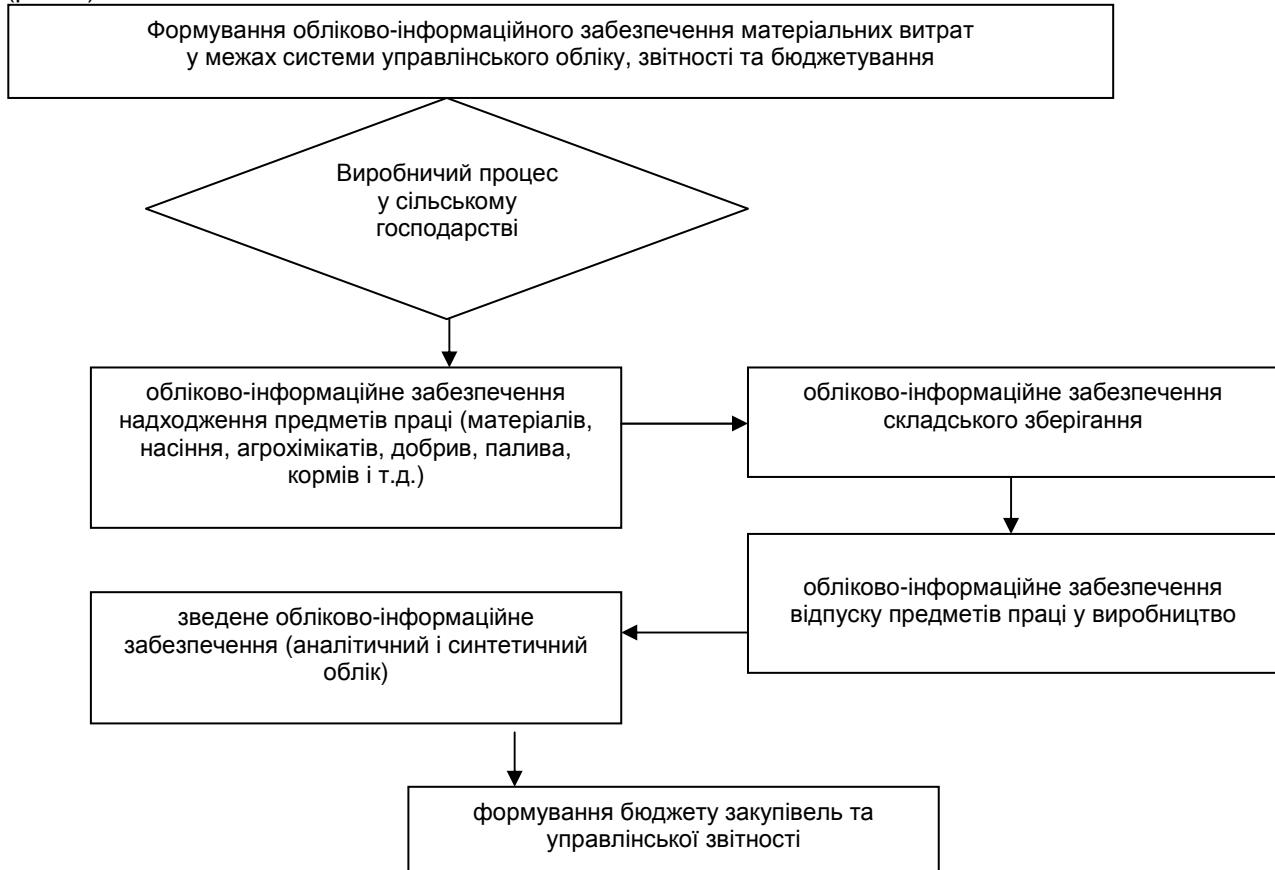 Формування обліково-інформаційного забезпечення матеріальних витрат
у межах системи управлінського обліку, звітності та бюджетування
Виробничий процес
у сільському
господарстві
обліково-інформаційне забезпечення
надходження предметів праці (матеріалів,
насіння, агрохімікатів, добрив, палива,
кормів і т.д.)
обліково-інформаційне забезпечення
складського зберігання
обліково-інформаційне забезпечення
відпуску предметів праці у виробництво
зведене обліково-інформаційне
забезпечення (аналітичний і синтетичний
облік)
формування бюджету закупівель та
управлінської звітності